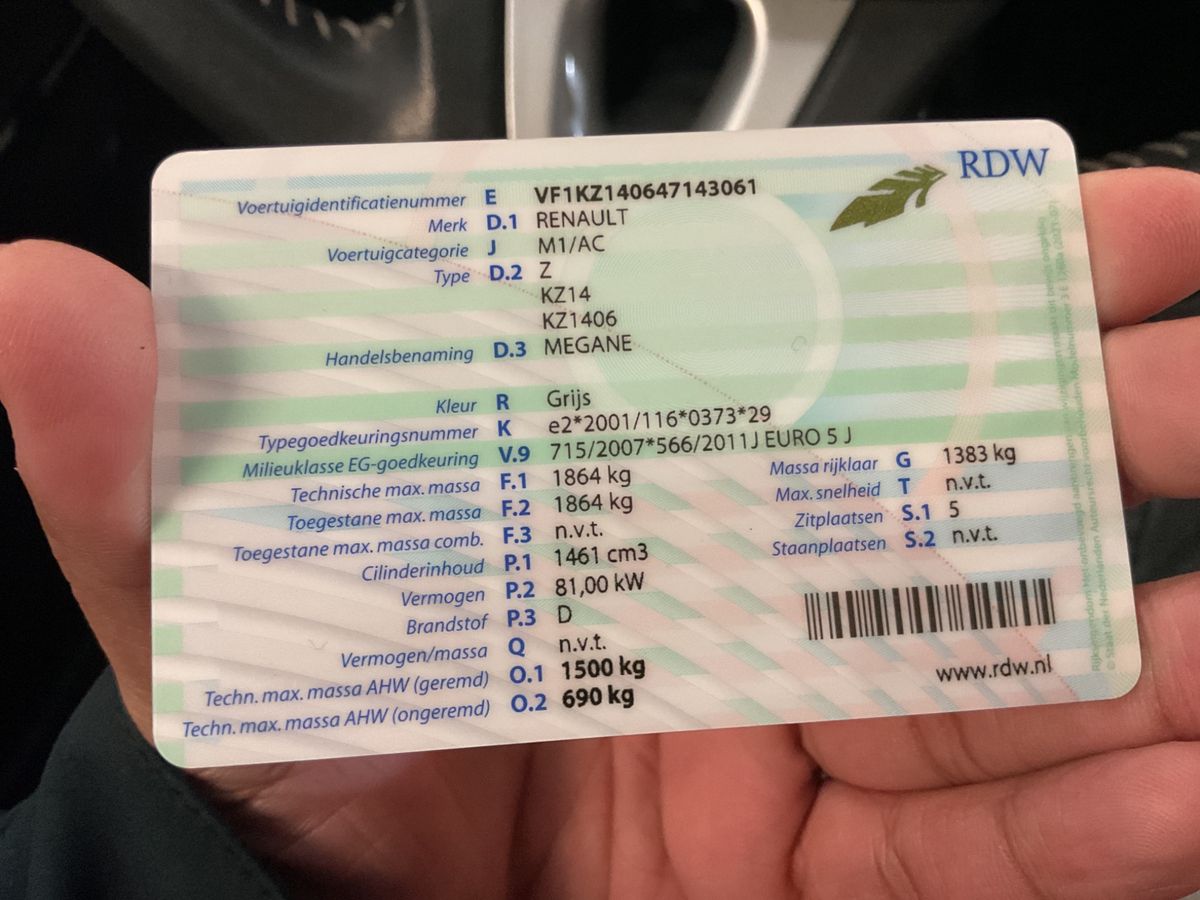 RDW
Voertuigidentificatienummer E VF1KZ140647143061
Merk D.1 RENAULT
Voertuigcategorie J M1/AC
Type D.2 Z
KZ14
KZ1406
Handelsbenaming D.3 MEGANE
Kleur R Grijs
Typegoedkeuringsnummer K e2*2001/116*0373*29
Milieuklasse EG-goedkeuring V.9 715/2007*566/2011J EURO 5 J
Technische max. massa F.1 1864 kg
Toegestane max. massa F.2 1864 kg
Toegestane max. massa comb. F.3 n.v.t.
Cilinderinhoud P.1 1461 cm3
Vermogen P.2 81,00 kW
Brandstof P.3 D
Vermogen/massa Q n.v.t.
Techn. max. massa AHW (geremd) O.1 1500 kg
Techn. max. massa AHW (ongeremd) O.2 690 kg
Massa rijklaar G 1383 kg
Max. snelheid T n.v.t.
Zitplaatsen S.1 5
Staanplaatsen S.2 n.v.t.
www.rdw.nl